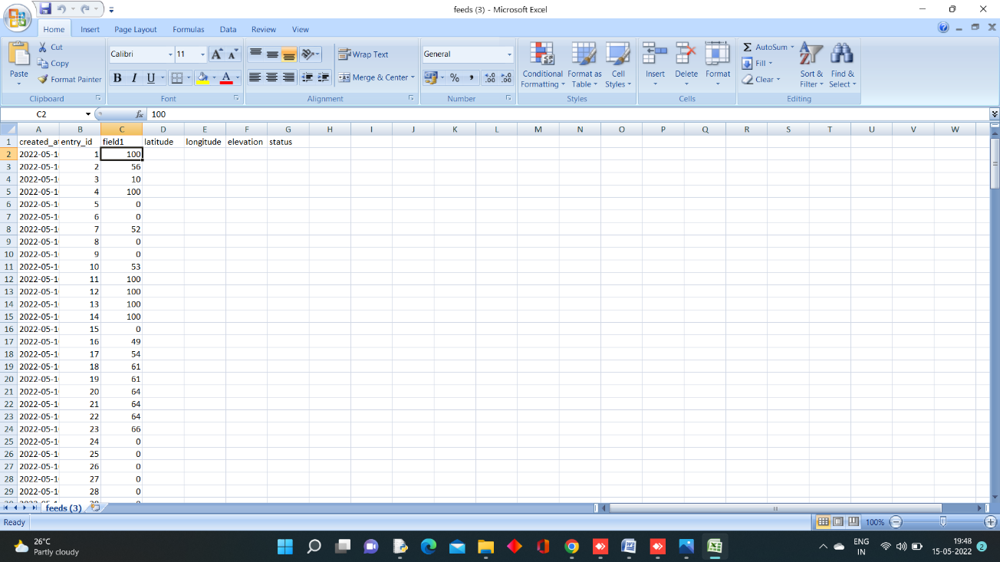 feeds (3) - Microsoft Excel
Home Insert Page Layout Formulas Data Review View
Paste
Cut
Copy
Format Painter
Clipboard
Calibri 11
B I U
Font
Wrap Text
Merge & Center
Alignment
General
Number
Conditional Formatting
Format as Table
Cell Styles
Styles
Insert
Delete
Format
Cells
AutoSum
Fill
Clear
Sort & Filter
Find & Select
Editing
C2 fx 100
A B C D E F G H I J K L M N O P Q R S T U V W
1 created_at entry_id field1 latitude longitude elevation status
2 2022-05-1 1 100
3 2022-05-1 2 56
4 2022-05-1 3 10
5 2022-05-1 4 100
6 2022-05-1 5 0
7 2022-05-1 6 0
8 2022-05-1 7 52
9 2022-05-1 8 0
10 2022-05-1 9 0
11 2022-05-1 10 53
12 2022-05-1 11 100
13 2022-05-1 12 100
14 2022-05-1 13 100
15 2022-05-1 14 100
16 2022-05-1 15 0
17 2022-05-1 16 49
18 2022-05-1 17 54
19 2022-05-1 18 61
20 2022-05-1 19 61
21 2022-05-1 20 64
22 2022-05-1 21 64
23 2022-05-1 22 64
24 2022-05-1 23 66
25 2022-05-1 24 0
26 2022-05-1 25 0
27 2022-05-1 26 0
28 2022-05-1 27 0
29 2022-05-1 28 0
feeds (3)
Ready 100%
26°C
Partly cloudy
ENG
IN
19:48
15-05-2022
2